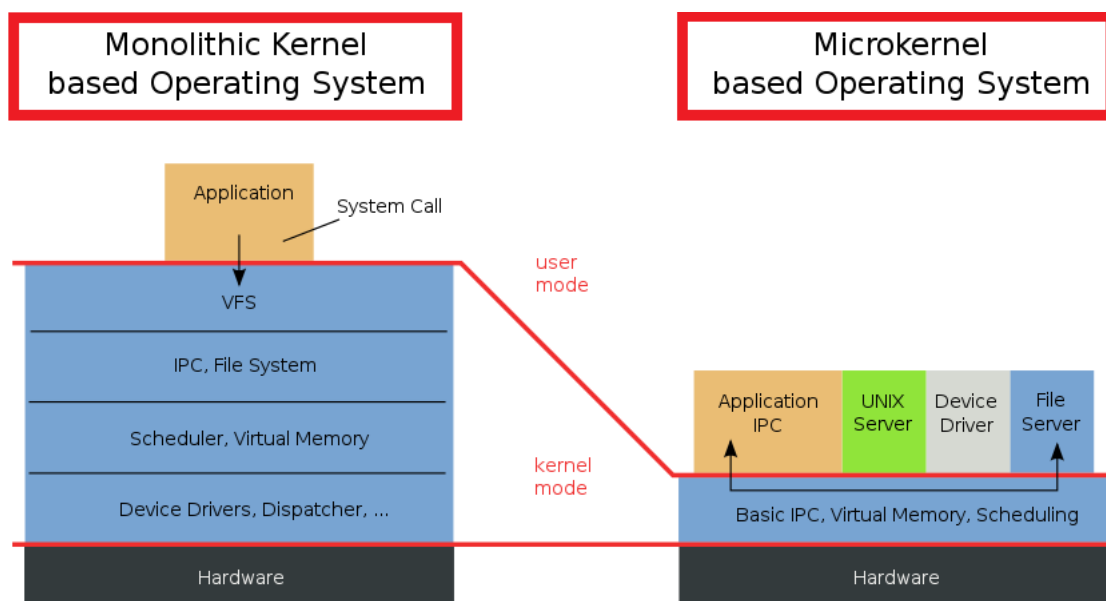 Monolithic Kernel
based Operating System
Microkernel
based Operating System
Application
System Call
user
mode
VFS
IPC, File System
Scheduler, Virtual Memory
kernel
mode
Device Drivers, Dispatcher, ...
Hardware
Application
IPC
UNIX
Server
Device
Driver
File
Server
Basic IPC, Virtual Memory, Scheduling
Hardware